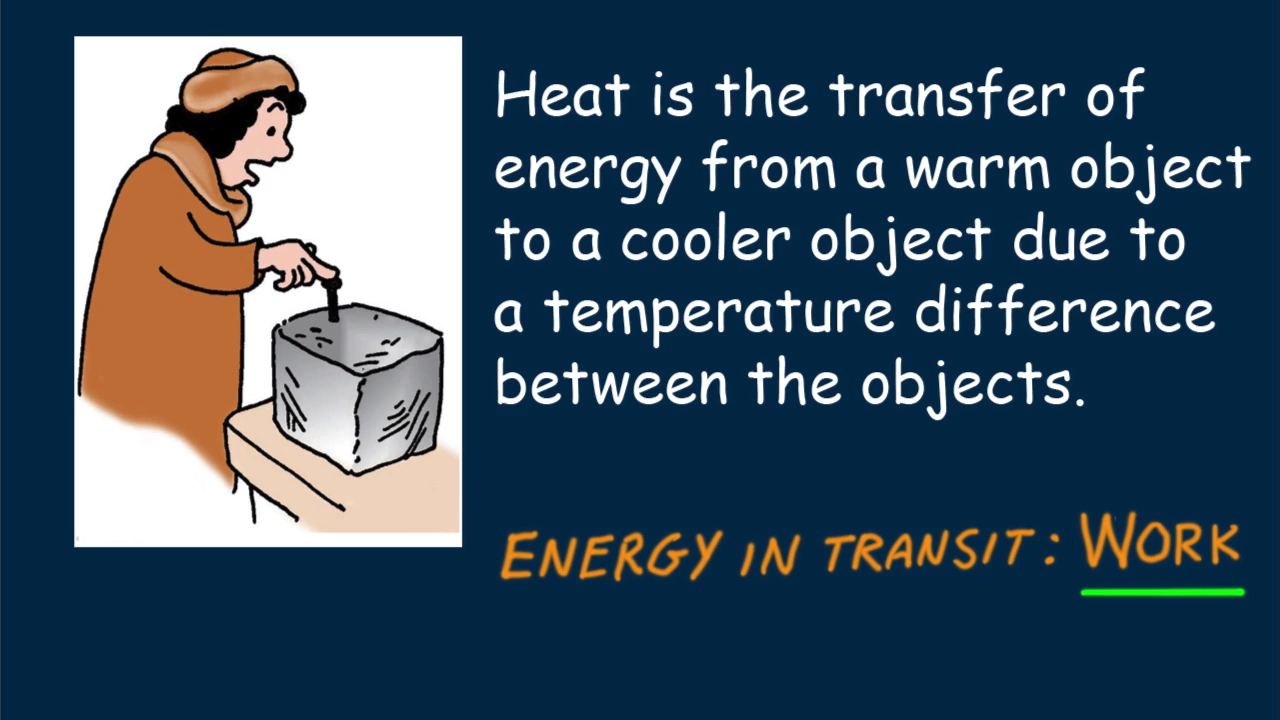 Heat is the transfer of
energy from a warm object
to a cooler object due to
a temperature difference
between the objects.
ENERGY IN TRANSIT: WORK